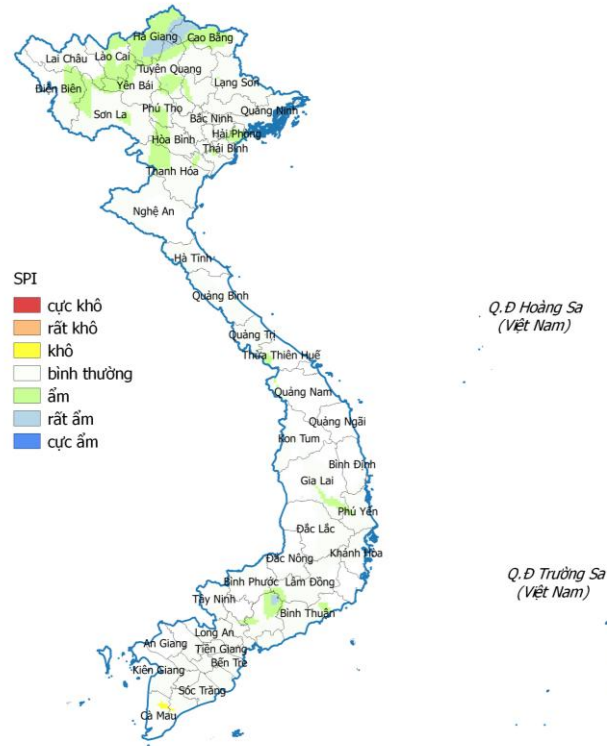 Hà Giang
Cao Bằng
Lai Châu
Lào Cai
Tuyên Quang
Điện Biên
Yên Bái
Lạng Sơn
Sơn La
Phú Thọ
Bắc Ninh
Quảng Ninh
Hòa Bình
Hải Phòng
Thái Bình
Thanh Hóa
Nghệ An
Hà Tĩnh
Quảng Bình
Quảng Trị
Thừa Thiên Huế
Quảng Nam
Quảng Ngãi
Kon Tum
Bình Định
Gia Lai
Phú Yên
Đắc Lắc
Khánh Hòa
Đắc Nông
Bình Phước
Lâm Đồng
Tây Ninh
Bình Thuận
Long An
An Giang
Tiền Giang
Kiên Giang
Bến Tre
Sóc Trăng
Cà Mau
SPI
cực khô
rất khô
khô
bình thường
ẩm
rất ẩm
cực ẩm
Q.Đ Hoàng Sa
(Việt Nam)
Q.Đ Trường Sa
(Việt Nam)